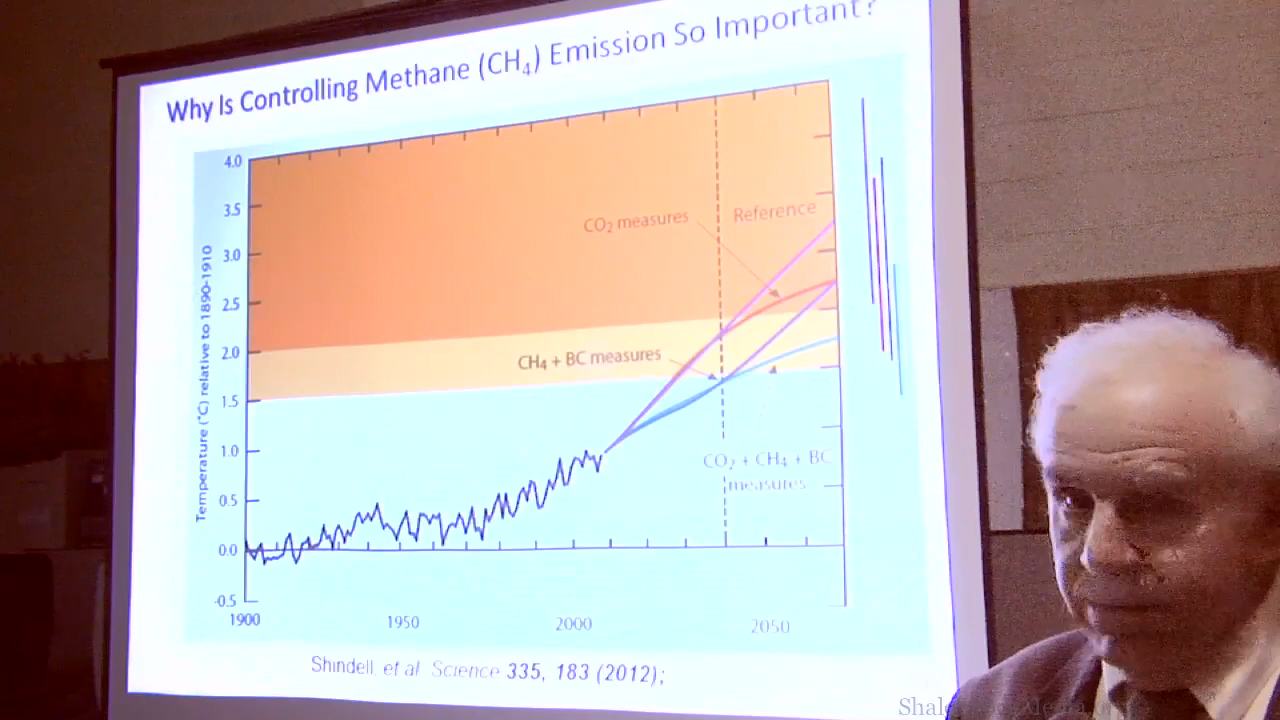 Why Is Controlling Methane (CH₄) Emission So Important?
4.0
3.5
3.0
2.5
2.0
1.5
1.0
0.5
0.0
-0.5
Temperature (°C) relative to 1890-1910
CO₂ measures
Reference
CH₄ + BC measures
CO₂ + CH₄ + BC
measures
1900
1950
2000
2050
Shindell et al Science 335, 183 (2012);